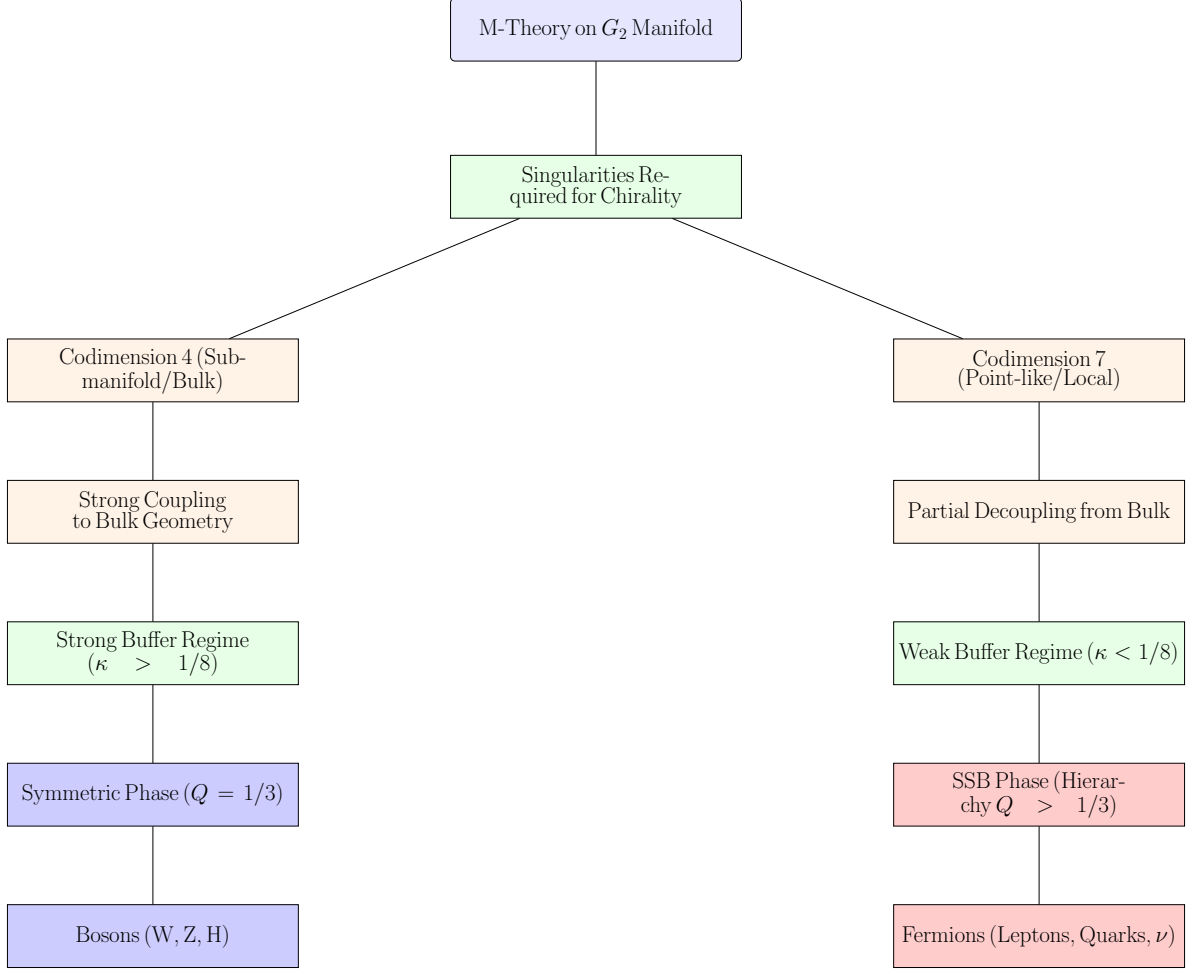 M-Theory on G₂ Manifold
Singularities Re-
quired for Chirality
Codimension 4 (Sub-
manifold/Bulk)
Codimension 7
(Point-like/Local)
Strong Coupling
to Bulk Geometry
Partial Decoupling from Bulk
Strong Buffer Regime
(κ > 1/8)
Weak Buffer Regime (κ < 1/8)
Symmetric Phase (Q = 1/3)
SSB Phase (Hierar-
chy Q > 1/3)
Bosons (W, Z, H)
Fermions (Leptons, Quarks, ν)